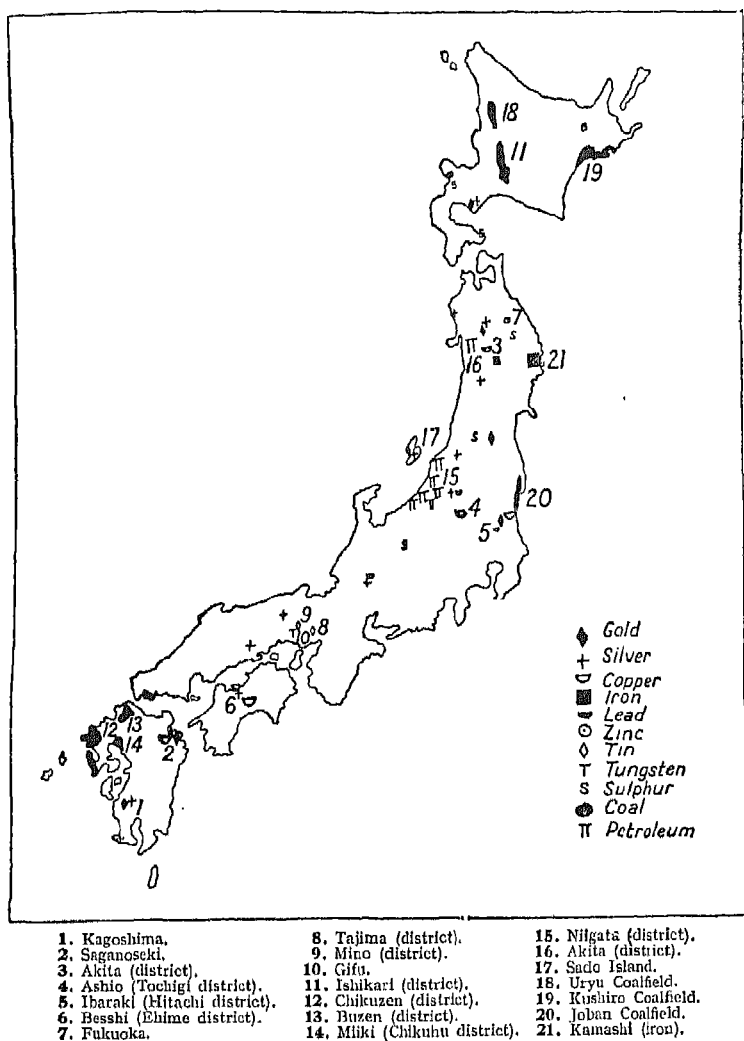 18
11
19
S
S
7
S
3
16
21
17
S
15
20
4
5
S
9
8
6
13
12
14
2
1
Gold
Silver
Copper
Iron
Lead
Zinc
Tin
Tungsten
Sulphur
Coal
Petroleum
1. Kagoshima.
2. Saganoseki.
3. Akita (district).
4. Ashio (Tochigi district).
5. Ibaraki (Hitachi district).
6. Besshi (Ehime district).
7. Fukuoka.
8. Tajima (district).
9. Mino (district).
10. Gifu.
11. Ishikari (district).
12. Chikuzen (district).
13. Buzen (district).
14. Miiki (Chikuhu district).
15. Niigata (district).
16. Akita (district).
17. Sado Island.
18. Uryu Coalfield.
19. Kushiro Coalfield.
20. Joban Coalfield.
21. Kamashi (iron).